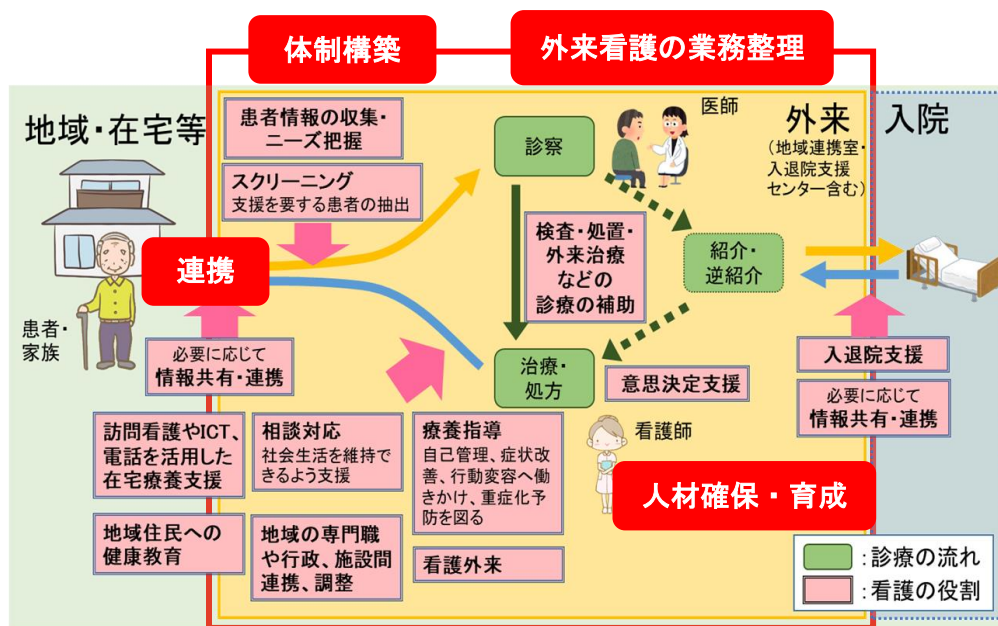 体制構築
外来看護の業務整理
地域・在宅等
患者情報の収集・
ニーズ把握
スクリーニング
支援を要する患者の抽出
診察
医師
外来
(地域連携室・
入退院支援
センター含む)
入院
連携
検査・処置・
外来治療
などの
診療の補助
紹介・
逆紹介
患者・
家族
必要に応じて
情報共有・連携
治療・
処方
意思決定支援
入退院支援
必要に応じて
情報共有・連携
訪問看護やICT、
電話を活用した
在宅療養支援
相談対応
社会生活を維持で
きるよう支援
療養指導
自己管理、症状改
善、行動変容へ働
きかけ、重症化予
防を図る
看護師
人材確保・育成
地域住民への
健康教育
地域の専門職
や行政、施設間
連携、調整
看護外来
:診療の流れ
:看護の役割